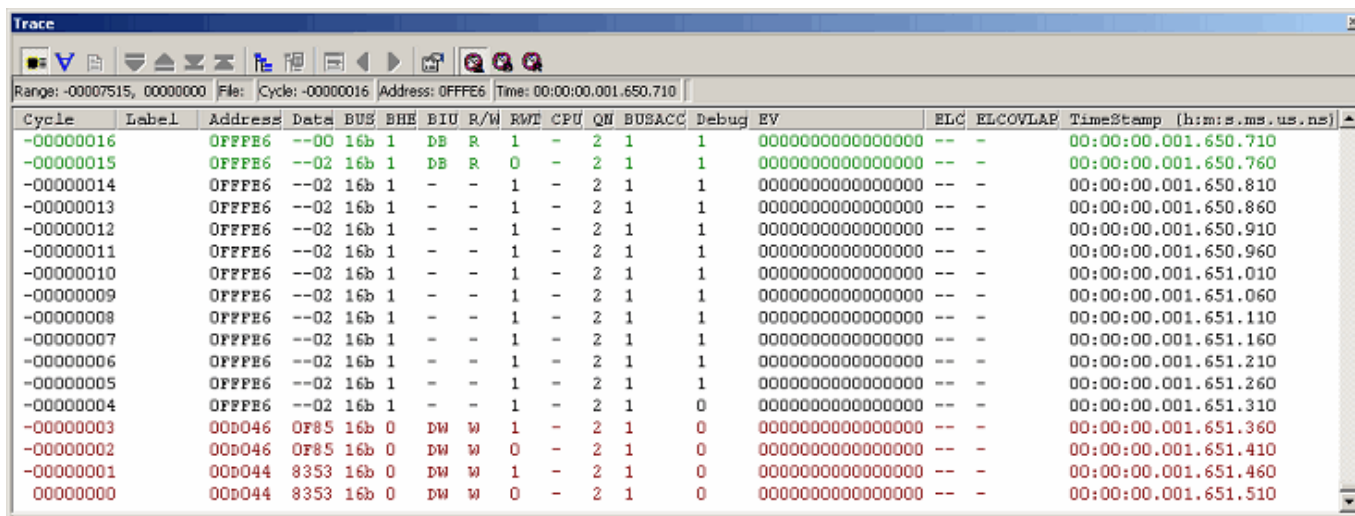 Trace
Range: -00007515, 00000000 File: Cycle: -00000016 Address: 0FFFE6 Time: 00:00:00.001.650.710
Cycle Label Address Data BUS BHE BIU R/W RWT CPU QN BUSACC Debug EV ELC ELCOVLAP TimeStamp (h:m:s.ms.us.ns)
-00000016 0FFFE6 --00 16b 1 DB R 1 - 2 1 1 0000000000000000 -- - 00:00:00.001.650.710
-00000015 0FFFE6 --02 16b 1 DB R 0 - 2 1 1 0000000000000000 -- - 00:00:00.001.650.760
-00000014 0FFFE6 --02 16b 1 - - 1 - 2 1 1 0000000000000000 -- - 00:00:00.001.650.810
-00000013 0FFFE6 --02 16b 1 - - 1 - 2 1 1 0000000000000000 -- - 00:00:00.001.650.860
-00000012 0FFFE6 --02 16b 1 - - 1 - 2 1 1 0000000000000000 -- - 00:00:00.001.650.910
-00000011 0FFFE6 --02 16b 1 - - 1 - 2 1 1 0000000000000000 -- - 00:00:00.001.650.960
-00000010 0FFFE6 --02 16b 1 - - 1 - 2 1 1 0000000000000000 -- - 00:00:00.001.651.010
-00000009 0FFFE6 --02 16b 1 - - 1 - 2 1 1 0000000000000000 -- - 00:00:00.001.651.060
-00000008 0FFFE6 --02 16b 1 - - 1 - 2 1 1 0000000000000000 -- - 00:00:00.001.651.110
-00000007 0FFFE6 --02 16b 1 - - 1 - 2 1 1 0000000000000000 -- - 00:00:00.001.651.160
-00000006 0FFFE6 --02 16b 1 - - 1 - 2 1 1 0000000000000000 -- - 00:00:00.001.651.210
-00000005 0FFFE6 --02 16b 1 - - 1 - 2 1 1 0000000000000000 -- - 00:00:00.001.651.260
-00000004 0FFFE6 --02 16b 1 - - 1 - 2 1 0 0000000000000000 -- - 00:00:00.001.651.310
-00000003 00D046 0F85 16b 0 DW W 1 - 2 1 0 0000000000000000 -- - 00:00:00.001.651.360
-00000002 00D046 0F85 16b 0 DW W 0 - 2 1 0 0000000000000000 -- - 00:00:00.001.651.410
-00000001 00D044 8353 16b 0 DW W 1 - 2 1 0 0000000000000000 -- - 00:00:00.001.651.460
00000000 00D044 8353 16b 0 DW W 0 - 2 1 0 0000000000000000 -- - 00:00:00.001.651.510